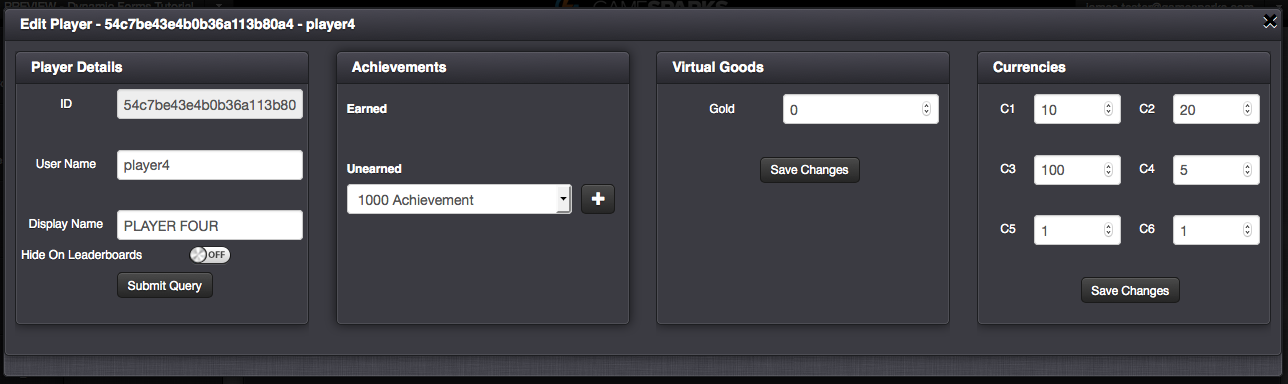 Edit Player - 54c7be43e4b0b36a113b80a4 - player4
Player Details
ID
54c7be43e4b0b36a113b80
User Name
player4
Display Name
PLAYER FOUR
Hide On Leaderboards
OFF
Submit Query
Achievements
Earned
Unearned
1000 Achievement
Virtual Goods
Gold
0
Save Changes
Currencies
C1 10 C2 20
C3 100 C4 5
C5 1 C6 1
Save Changes